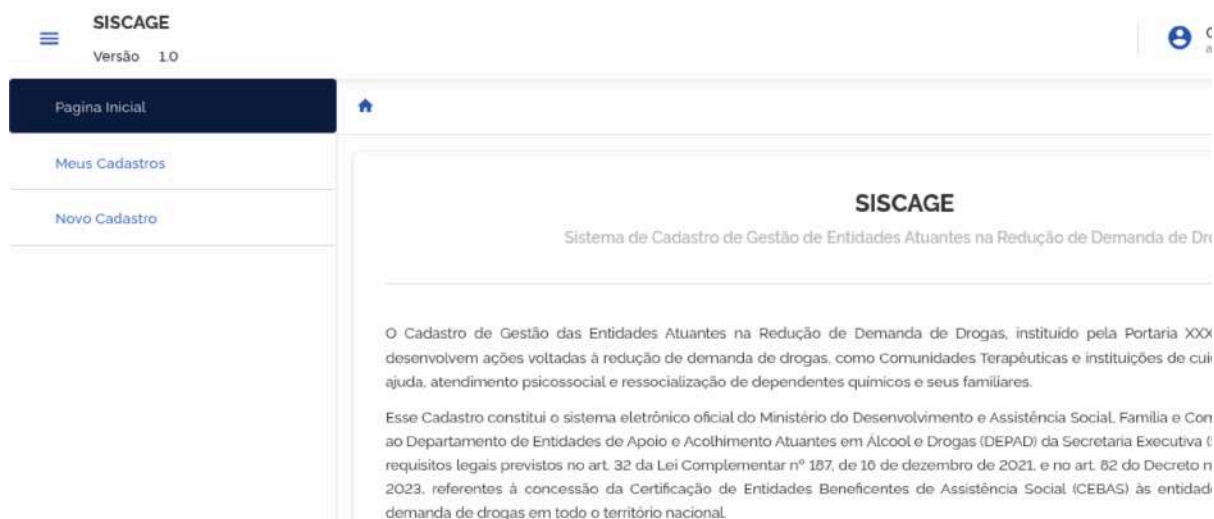 SISCAGE
Versão 1.0
Pagina Inicial
Meus Cadastros
Novo Cadastro
SISCAGE
Sistema de Cadastro de Gestão de Entidades Atuantes na Redução de Demanda de
O Cadastro de Gestão das Entidades Atuantes na Redução de Demanda de Drogas, instituído pela Portaria
desenvolvem ações voltadas à redução de demanda de drogas, como Comunidades Terapêuticas e instituições de
ajuda, atendimento psicossocial e ressocialização de dependentes químicos e seus familiares.
Esse Cadastro constitui o sistema eletrônico oficial do Ministério do Desenvolvimento e Assistência Social, Família e
ao Departamento de Entidades de Apoio e Acolhimento Atuantes em Álcool e Drogas (DEPAD) da Secretaria Executiva
requisitos legais previstos no art. 32 da Lei Complementar nº 187, de 16 de dezembro de 2021, e no art. 82 do Decreto
2023, referentes à concessão da Certificação de Entidades Beneficentes de Assistência Social (CEBAS) às
demanda de drogas em todo o território nacional.